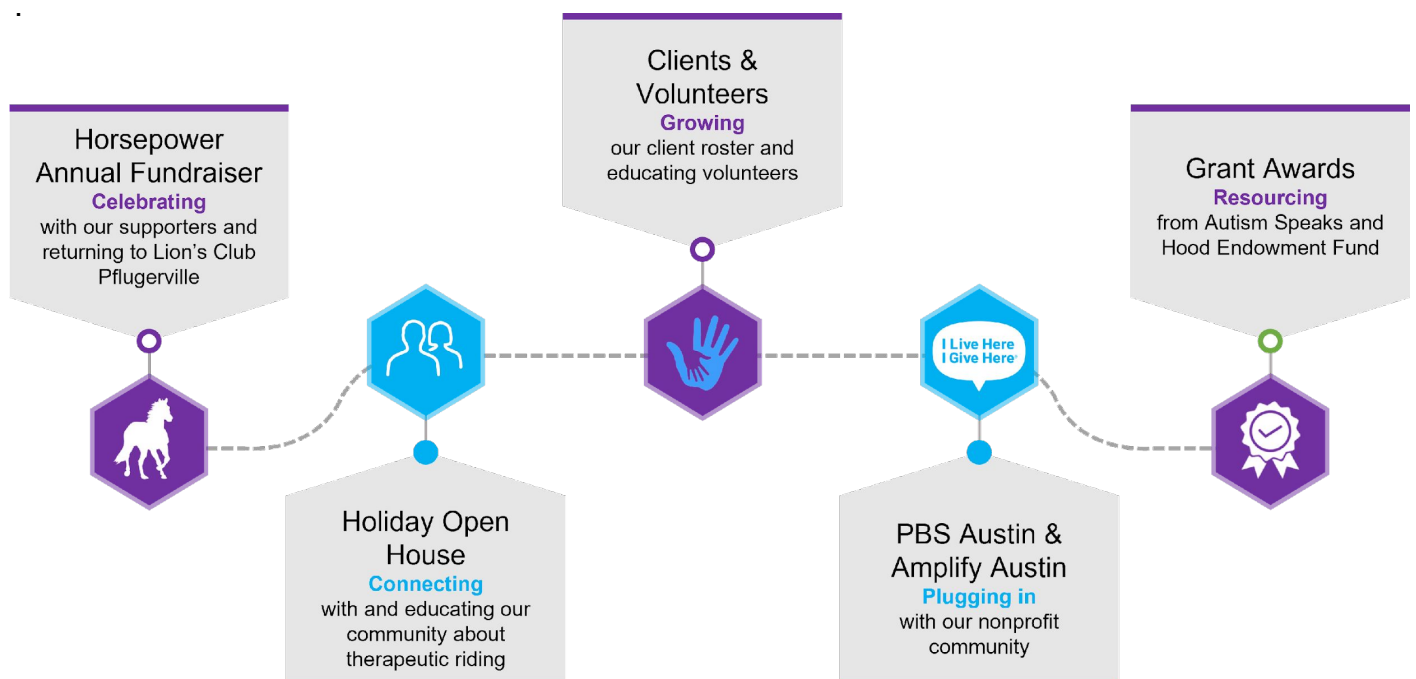 .
Horsepower
Annual Fundraiser
Celebrating
with our supporters and
returning to Lion’s Club
Pflugerville
Holiday Open
House
Connecting
with and educating our
community about
therapeutic riding
Clients &
Volunteers
Growing
our client roster and
educating volunteers
I Live Here
I Give Here®
PBS Austin &
Amplify Austin
Plugging in
with our nonprofit
community
Grant Awards
Resourcing
from Autism Speaks and
Hood Endowment Fund